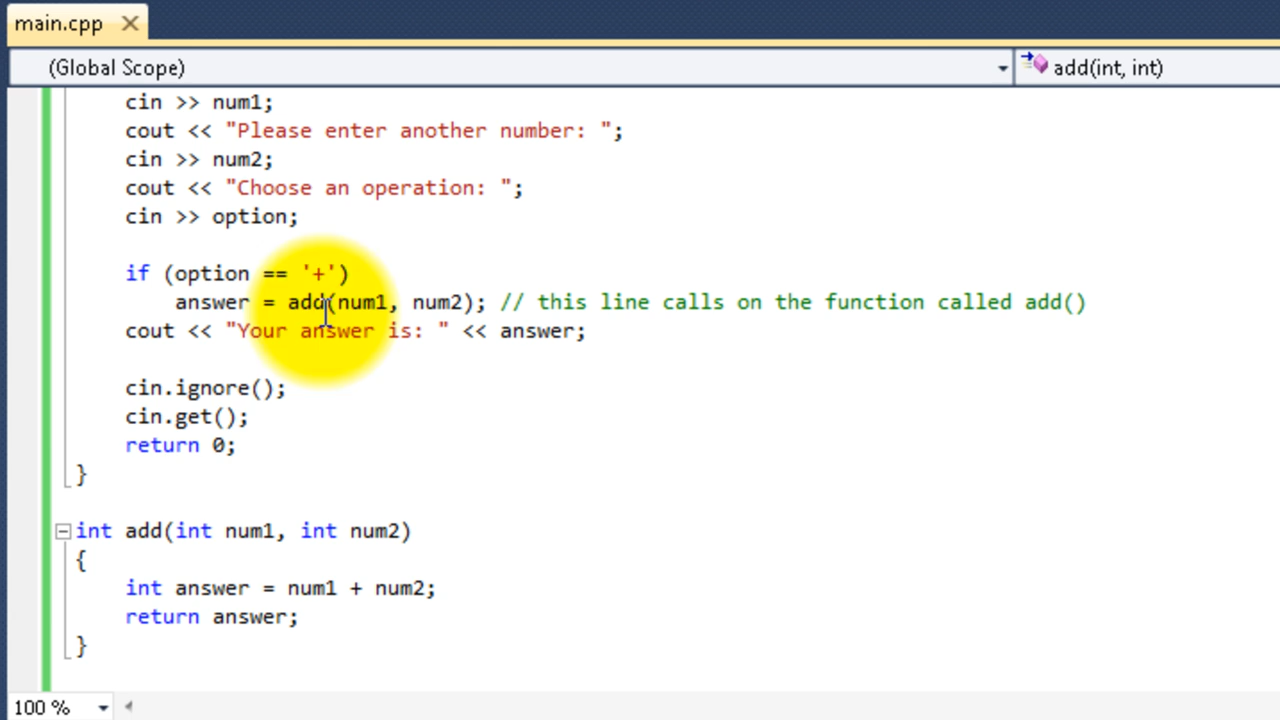 main.cpp
(Global Scope) add(int, int)
cin >> num1;
cout << "Please enter another number: ";
cin >> num2;
cout << "Choose an operation: ";
cin >> option;
if (option == '+')
answer = add(num1, num2); // this line calls on the function called add()
cout << "Your answer is: " << answer;
cin.ignore();
cin.get();
return 0;
}
int add(int num1, int num2)
{
int answer = num1 + num2;
return answer;
}
100 %